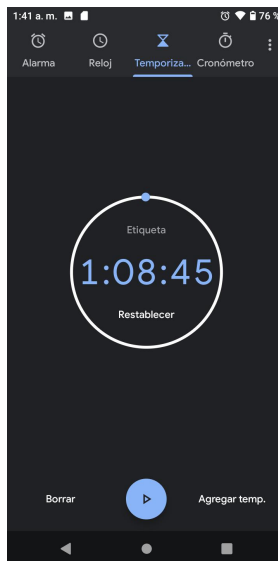 1:41 a. m. 76 %
Alarma Reloj Temporiza... Cronómetro
Etiqueta
1:08:45
Restablecer
Borrar Agregar temp.